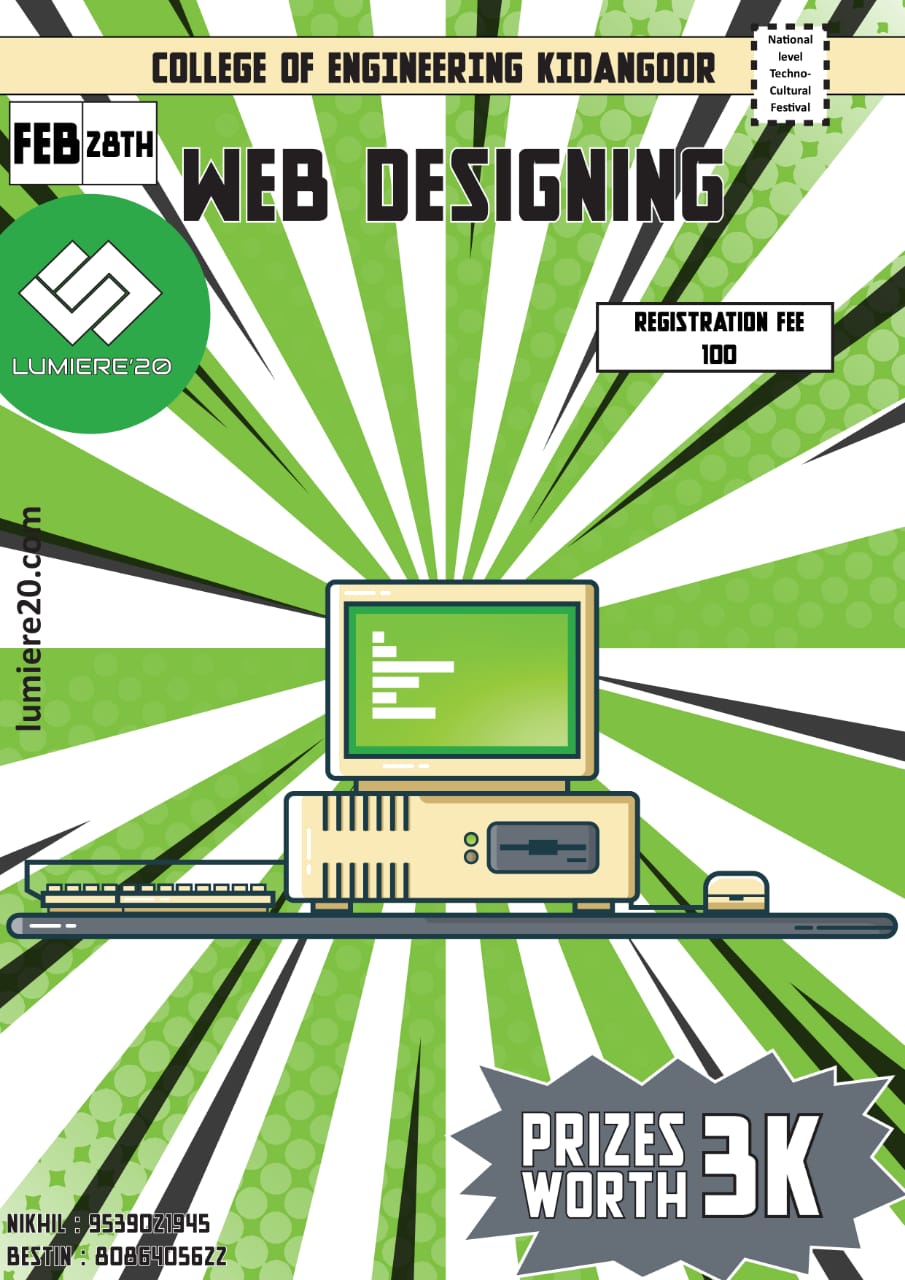 COLLEGE OF ENGINEERING KIDANGOOR
National
level
Techno-
Cultural
Festival
FEB 28TH
WEB DESIGNING
LUMIERE'20
REGISTRATION FEE
100
lumiere20.com
PRIZES
WORTH 3K
NIKHIL : 9539021945
BESTIN : 8086405622